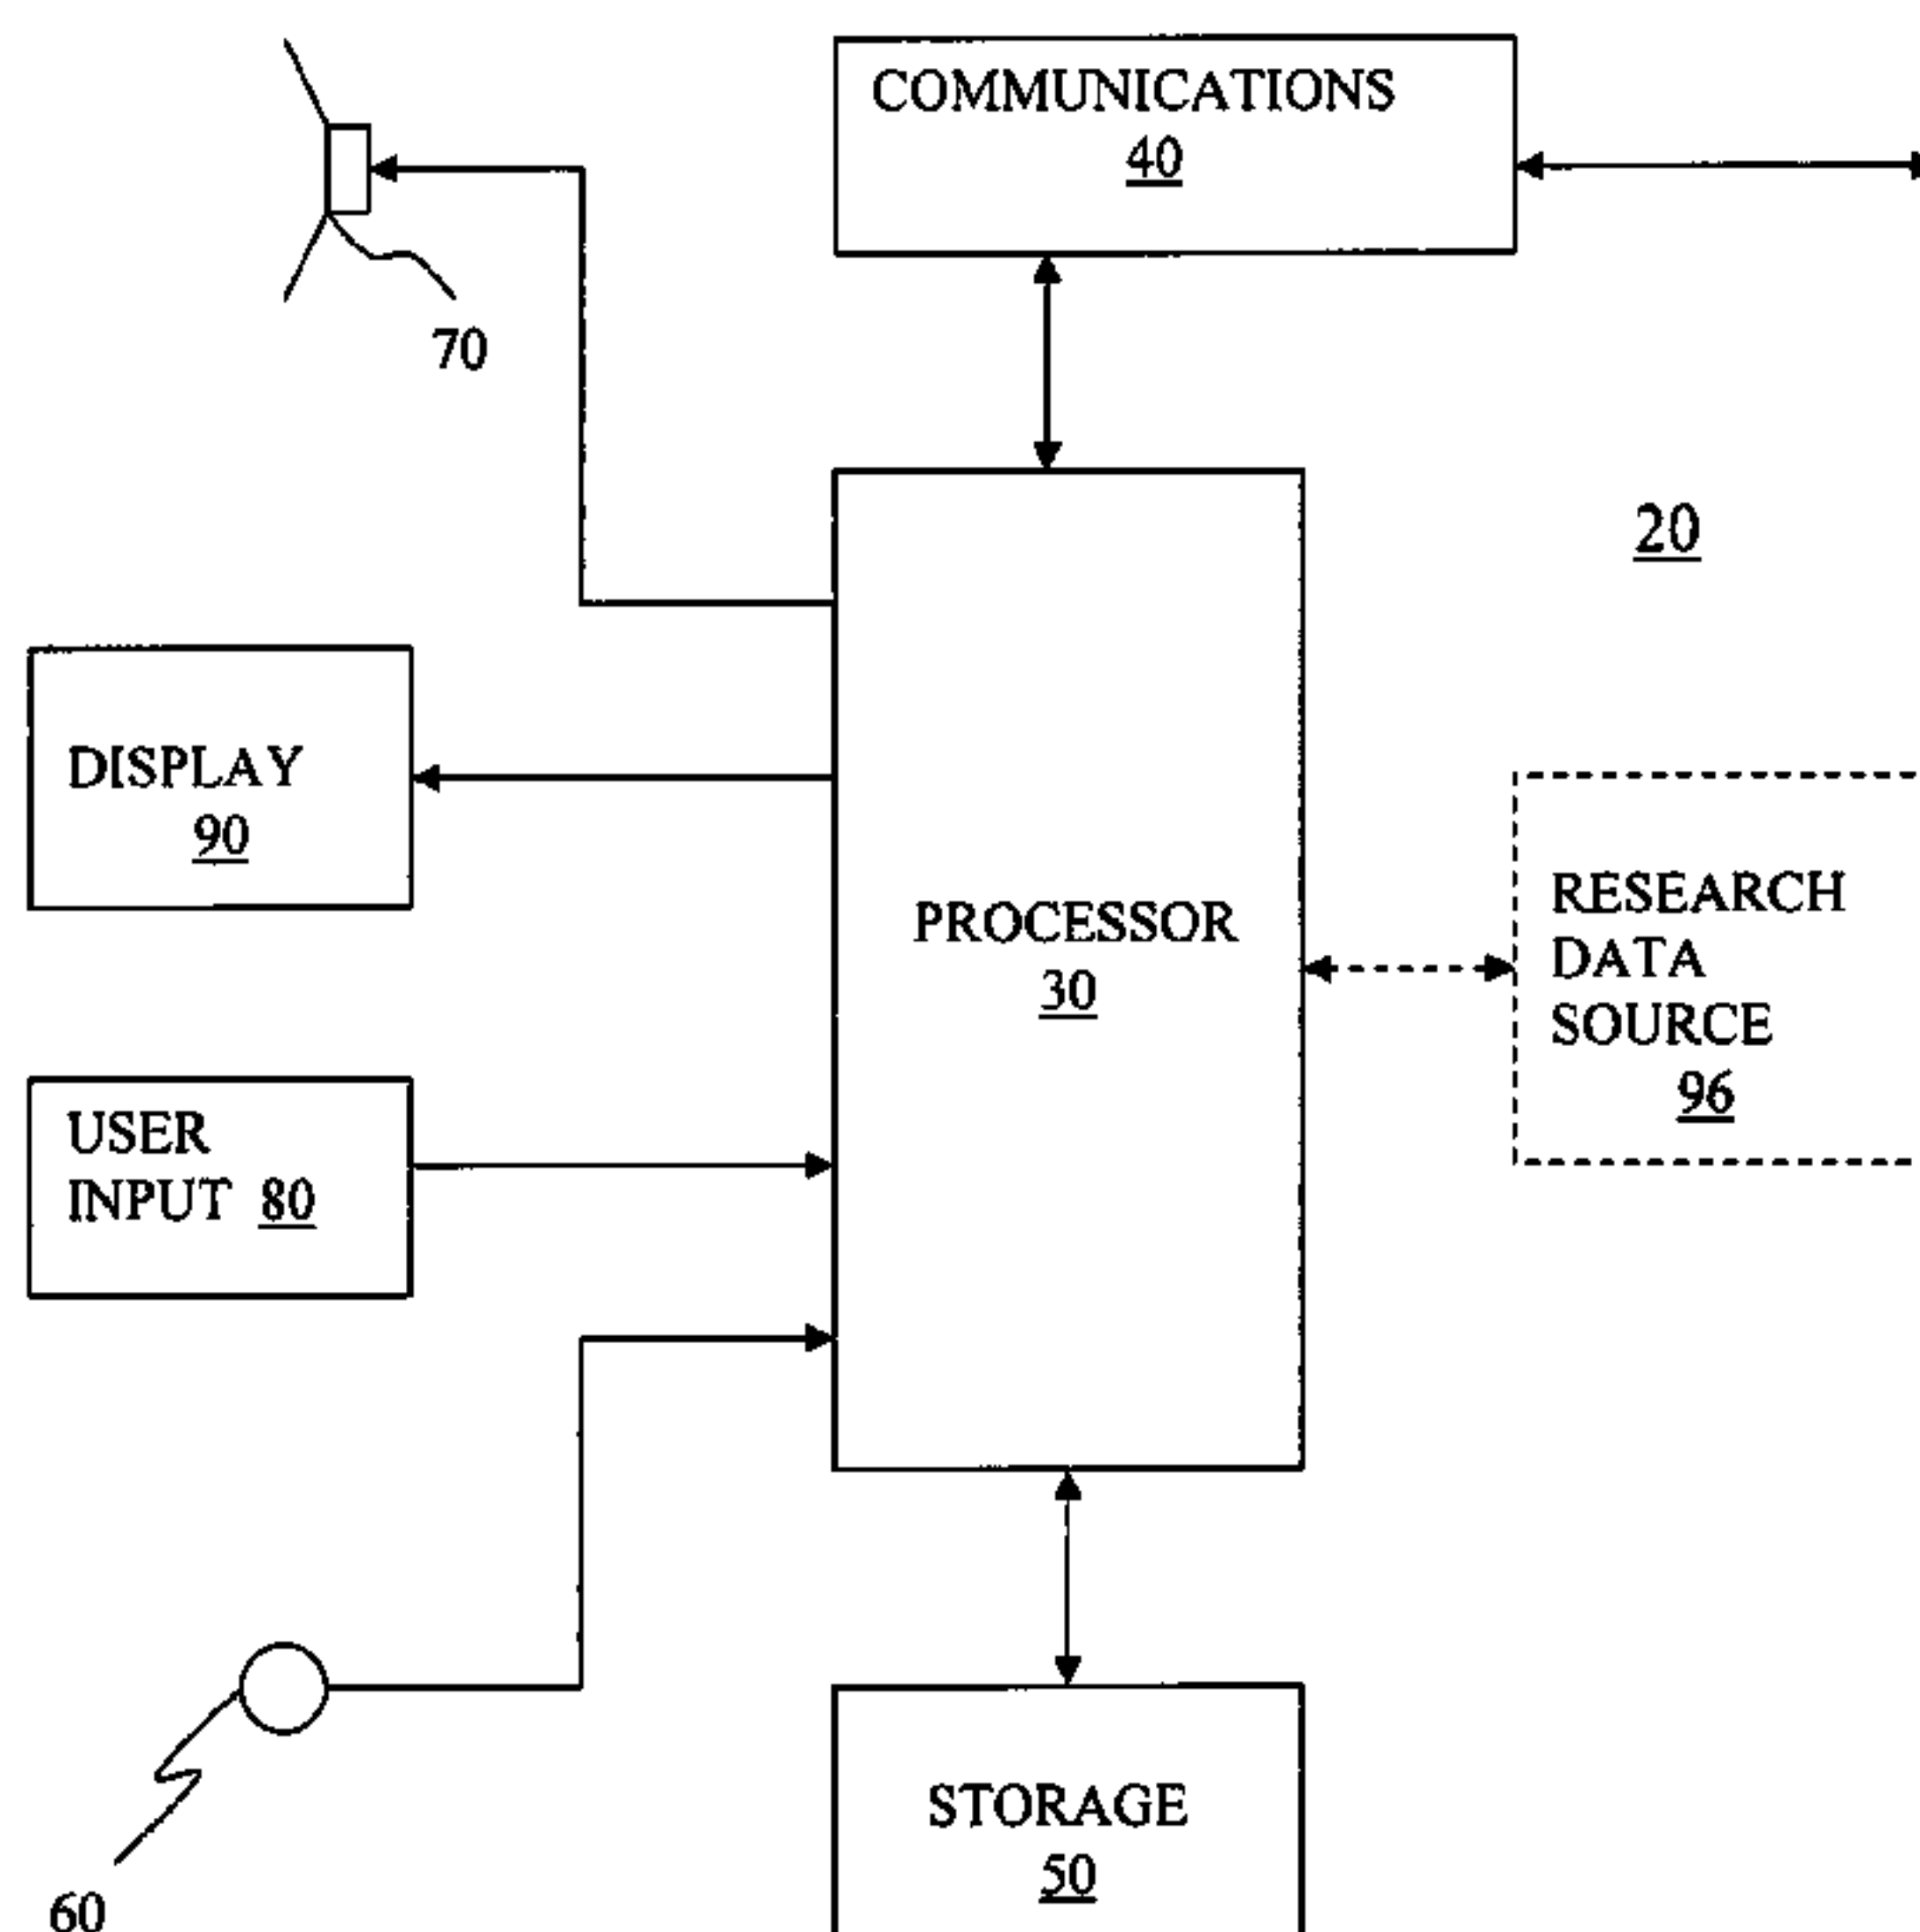 COMMUNICATIONS
40
70
20
DISPLAY
90
PROCESSOR
30
RESEARCH
DATA
SOURCE
96
USER
INPUT 80
STORAGE
50
60